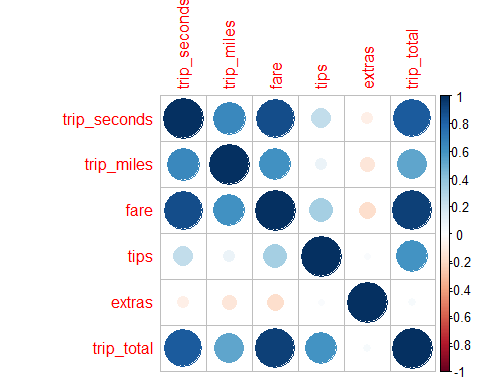 trip_seconds
trip_miles
fare
tips
extras
trip_total
trip_seconds
trip_miles
fare
tips
extras
trip_total
1
0.8
0.6
0.4
0.2
0
-0.2
-0.4
-0.6
-0.8
-1